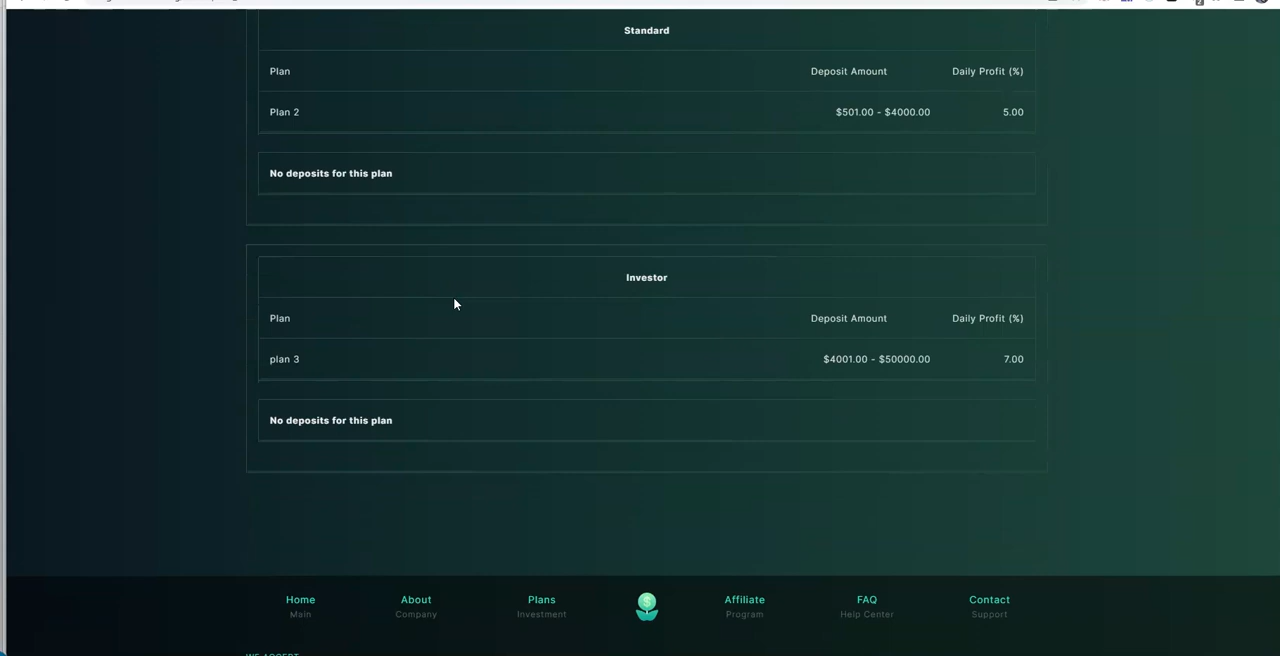 Standard
Plan Deposit Amount Daily Profit (%)
Plan 2 $501.00 - $4000.00 5.00
No deposits for this plan
Investor
Plan Deposit Amount Daily Profit (%)
plan 3 $4001.00 - $50000.00 7.00
No deposits for this plan
Home About Plans Affiliate FAQ Contact
Main Company Investment Program Help Center Support
WE ACCEPT